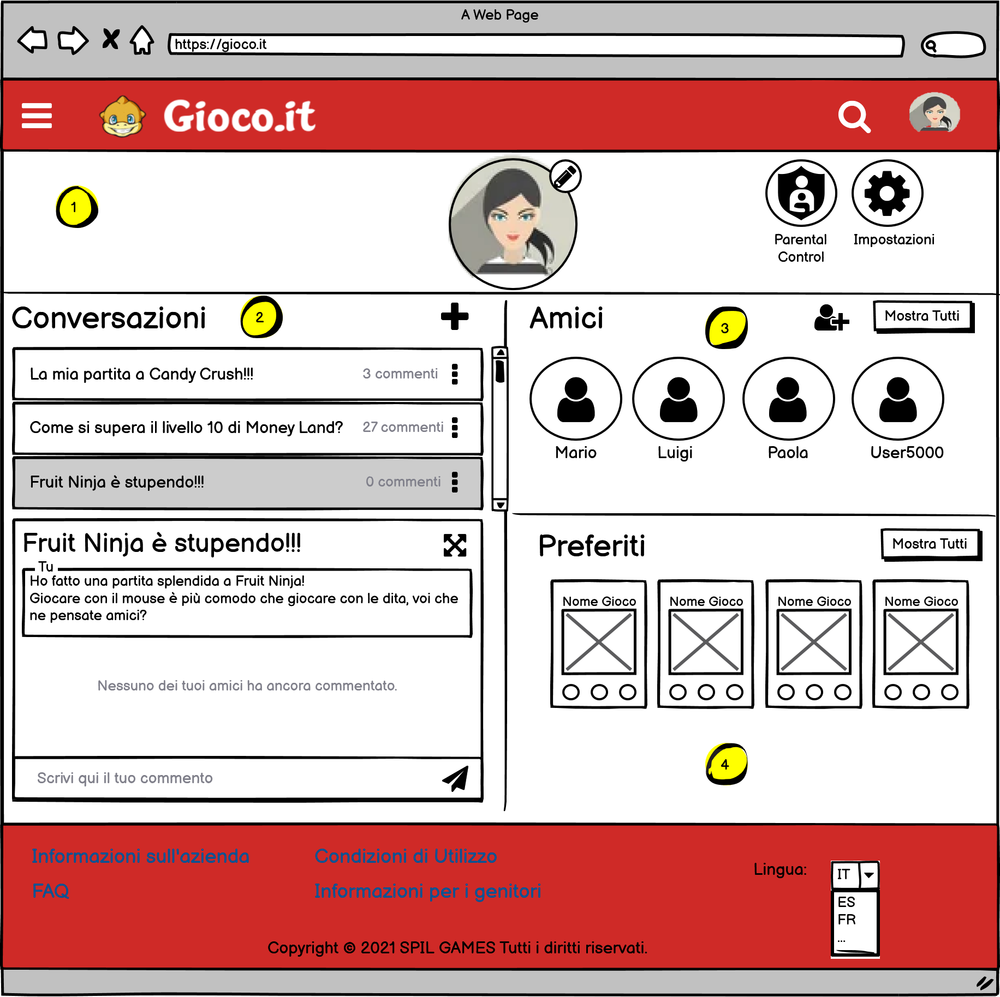 A Web Page
https://gioco.it
Gioco.it
1
Parental
Control
Impostazioni
Conversazioni
2
La mia partita a Candy Crush!!!
3 commenti
Come si supera il livello 10 di Money Land?
27 commenti
Fruit Ninja è stupendo!!!
0 commenti
Fruit Ninja è stupendo!!!
Tu
Ho fatto una partita splendida a Fruit Ninja!
Giocare con il mouse è più comodo che giocare con le dita, voi che
ne pensate amici?
Nessuno dei tuoi amici ha ancora commentato.
Scrivi qui il tuo commento
Amici
3
Mostra Tutti
Mario
Luigi
Paola
User5000
Preferiti
Mostra Tutti
Nome Gioco
Nome Gioco
Nome Gioco
Nome Gioco
4
Informazioni sull'azienda
Condizioni di Utilizzo
FAQ
Informazioni per i genitori
Lingua:
IT
ES
FR
...
Copyright © 2021 SPIL GAMES Tutti i diritti riservati.